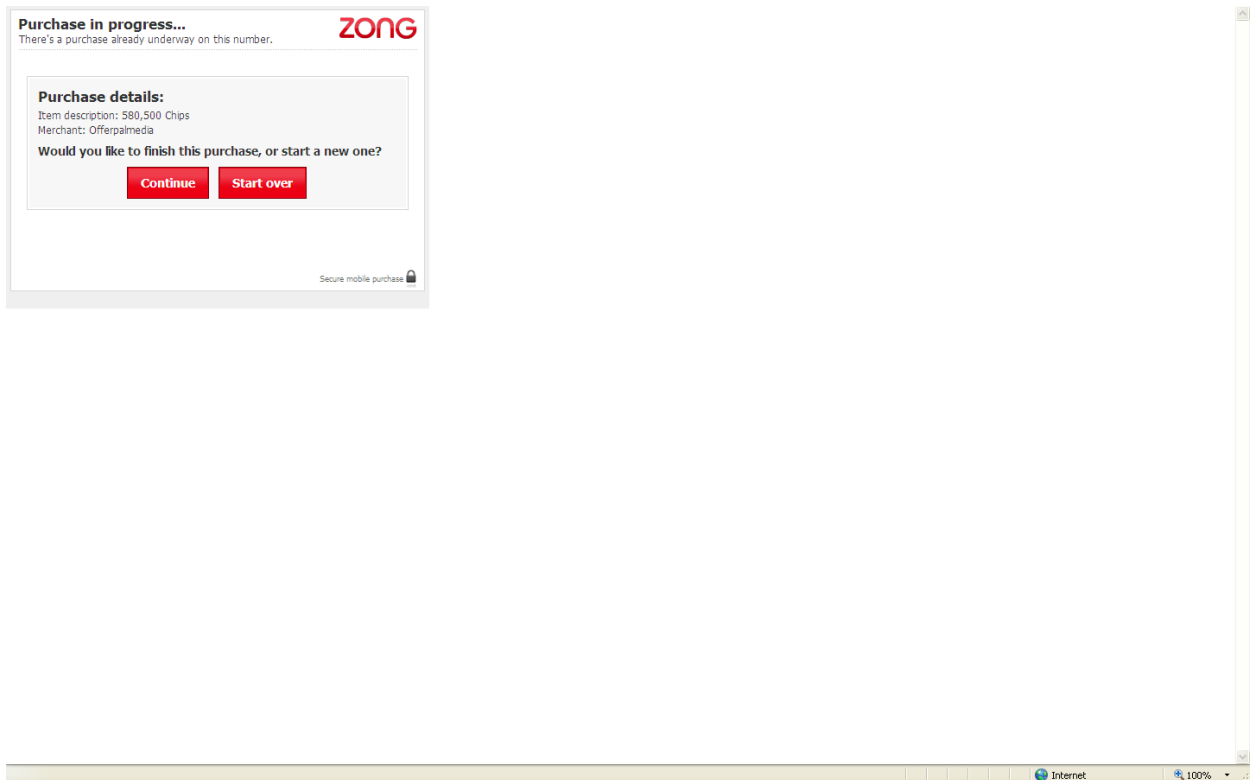 Purchase in progress...
ZONG
There's a purchase already underway on this number.
Purchase details:
Item description: 580,500 Chips
Merchant: Offerpalmedia
Would you like to finish this purchase, or start a new one?
Continue
Start over
Secure mobile purchase
Internet
100%